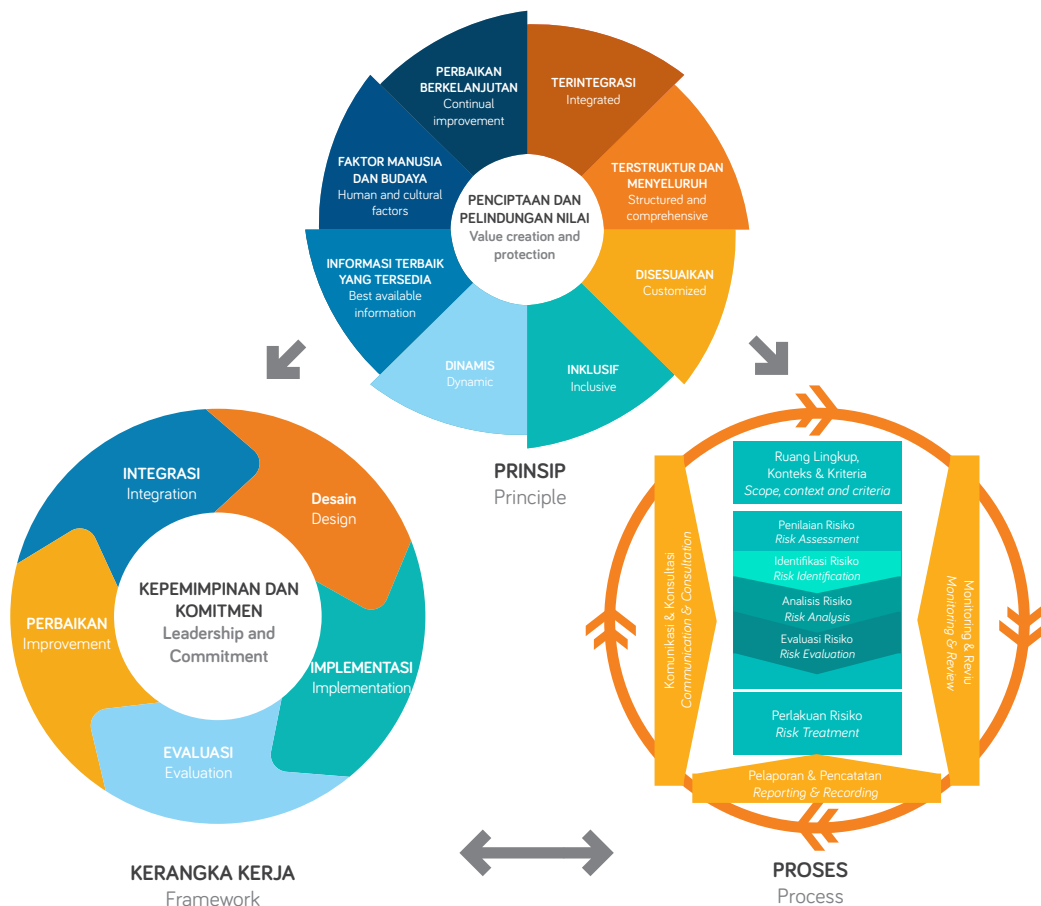 PERBAIKAN
BERKELANJUTAN
Continual
improvement
TERINTEGRASI
Integrated
FAKTOR MANUSIA
DAN BUDAYA
Human and cultural
factors
TERSTRUKTUR DAN
MENYELURUH
Structured and
comprehensive
PENCIPTAAN DAN
PELINDUNGAN NILAI
Value creation and
protection
INFORMASI TERBAIK
YANG TERSEDIA
Best available
information
DISESUAIKAN
Customized
DINAMIS
Dynamic
INKLUSIF
Inclusive
PRINSIP
Principle
INTEGRASI
Integration
Desain
Design
KEPEMIMPINAN DAN
KOMITMEN
Leadership and
Commitment
PERBAIKAN
Improvement
IMPLEMENTASI
Implementation
EVALUASI
Evaluation
KERANGKA KERJA
Framework
Ruang Lingkup,
Konteks & Kriteria
Scope, context and criteria
Penilaian Risiko
Risk Assessment
Identifikasi Risiko
Risk Identification
Analisis Risiko
Risk Analysis
Evaluasi Risiko
Risk Evaluation
Perlakuan Risiko
Risk Treatment
Komunikasi & Konsultasi
Communication & Consultation
Monitoring & Reviu
Monitoring & Review
Pelaporan & Pencatatan
Reporting & Recording
PROSES
Process